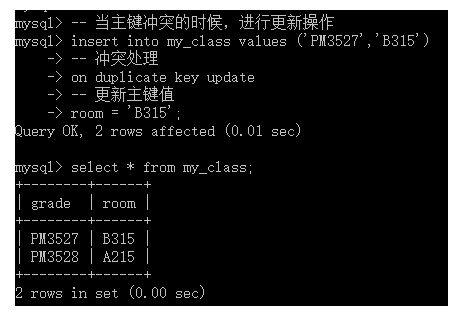 mysql> -- 当主键冲突的时候，进行更新操作
mysql> insert into my_class values ('PM3527','B315')
    -> -- 冲突处理
    -> on duplicate key update
    -> -- 更新主键值
    -> room = 'B315';
Query OK, 2 rows affected (0.01 sec)

mysql> select * from my_class;
+--------+------+
| grade  | room |
+--------+------+
| PM3527 | B315 |
| PM3528 | A215 |
+--------+------+
2 rows in set (0.00 sec)